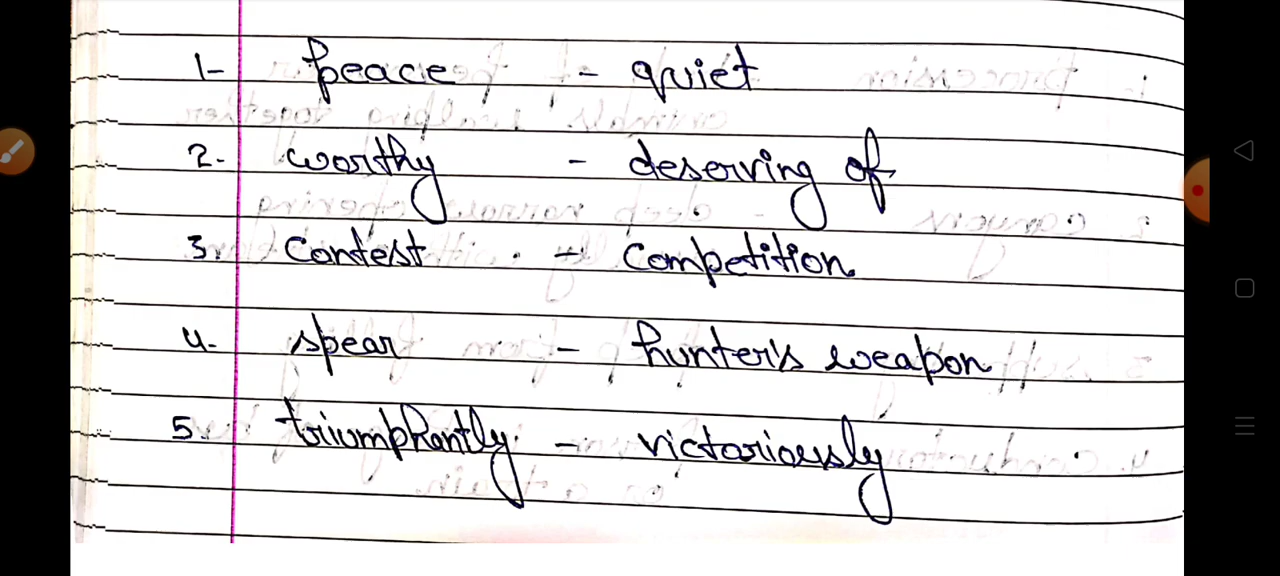 1- peace - quiet
2- worthy - deserving of
3. Contest - Competition
4. spear - hunter's weapon
5. triumphantly - victoriously